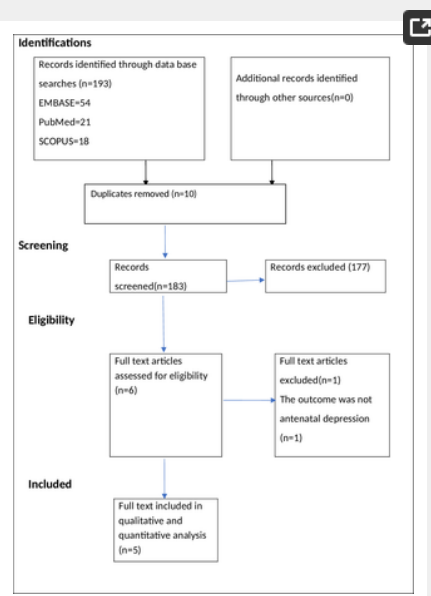 Identifications
Records identified through data base
searches (n=193)
EMBASE=54
PubMed=21
SCOPUS=18
Additional records identified
through other sources(n=0)
Duplicates removed (n=10)
Screening
Records
screened(n=183)
Records excluded (177)
Eligibility
Full text articles
assessed for eligibility
(n=6)
Full text articles
excluded(n=1)
The outcome was not
antenatal depression
(n=1)
Included
Full text included in
qualitative and
quantitative analysis
(n=5)